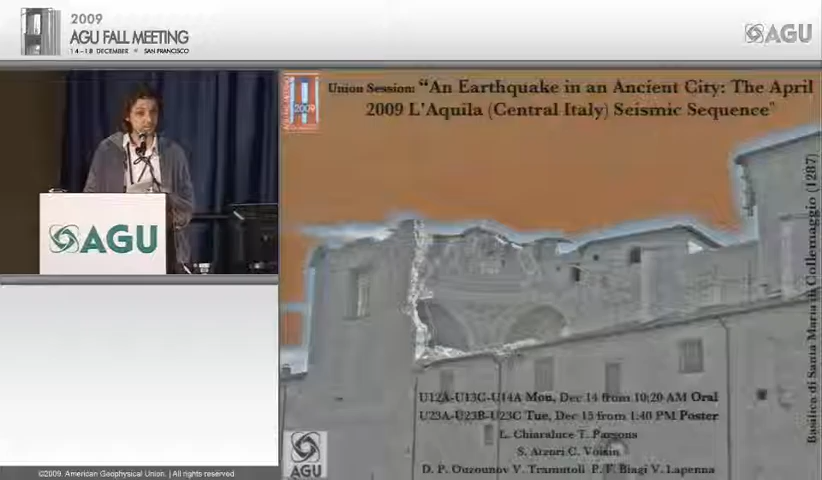 2009
AGU FALL MEETING
14-18 DECEMBER SAN FRANCISCO
AGU
AGU
Union Session: “An Earthquake in an Ancient City: The April
2009 L'Aquila (Central Italy) Seismic Sequence"
2009
Basilica di Santa Maria di Collemaggio (1287)
U12A-U13C-U14A Mon, Dec 14 from 10:20 AM Oral
U23A-U23B-U23C Tue, Dec 15 from 1:40 PM Poster
L. Chiaraluce T. Parsons
S. Atzori C. Voisin
D. P. Ouzounov V. Tramutoli P. F. Biagi V. Lapenna
AGU
©2009. American Geophysical Union. | All rights reserved